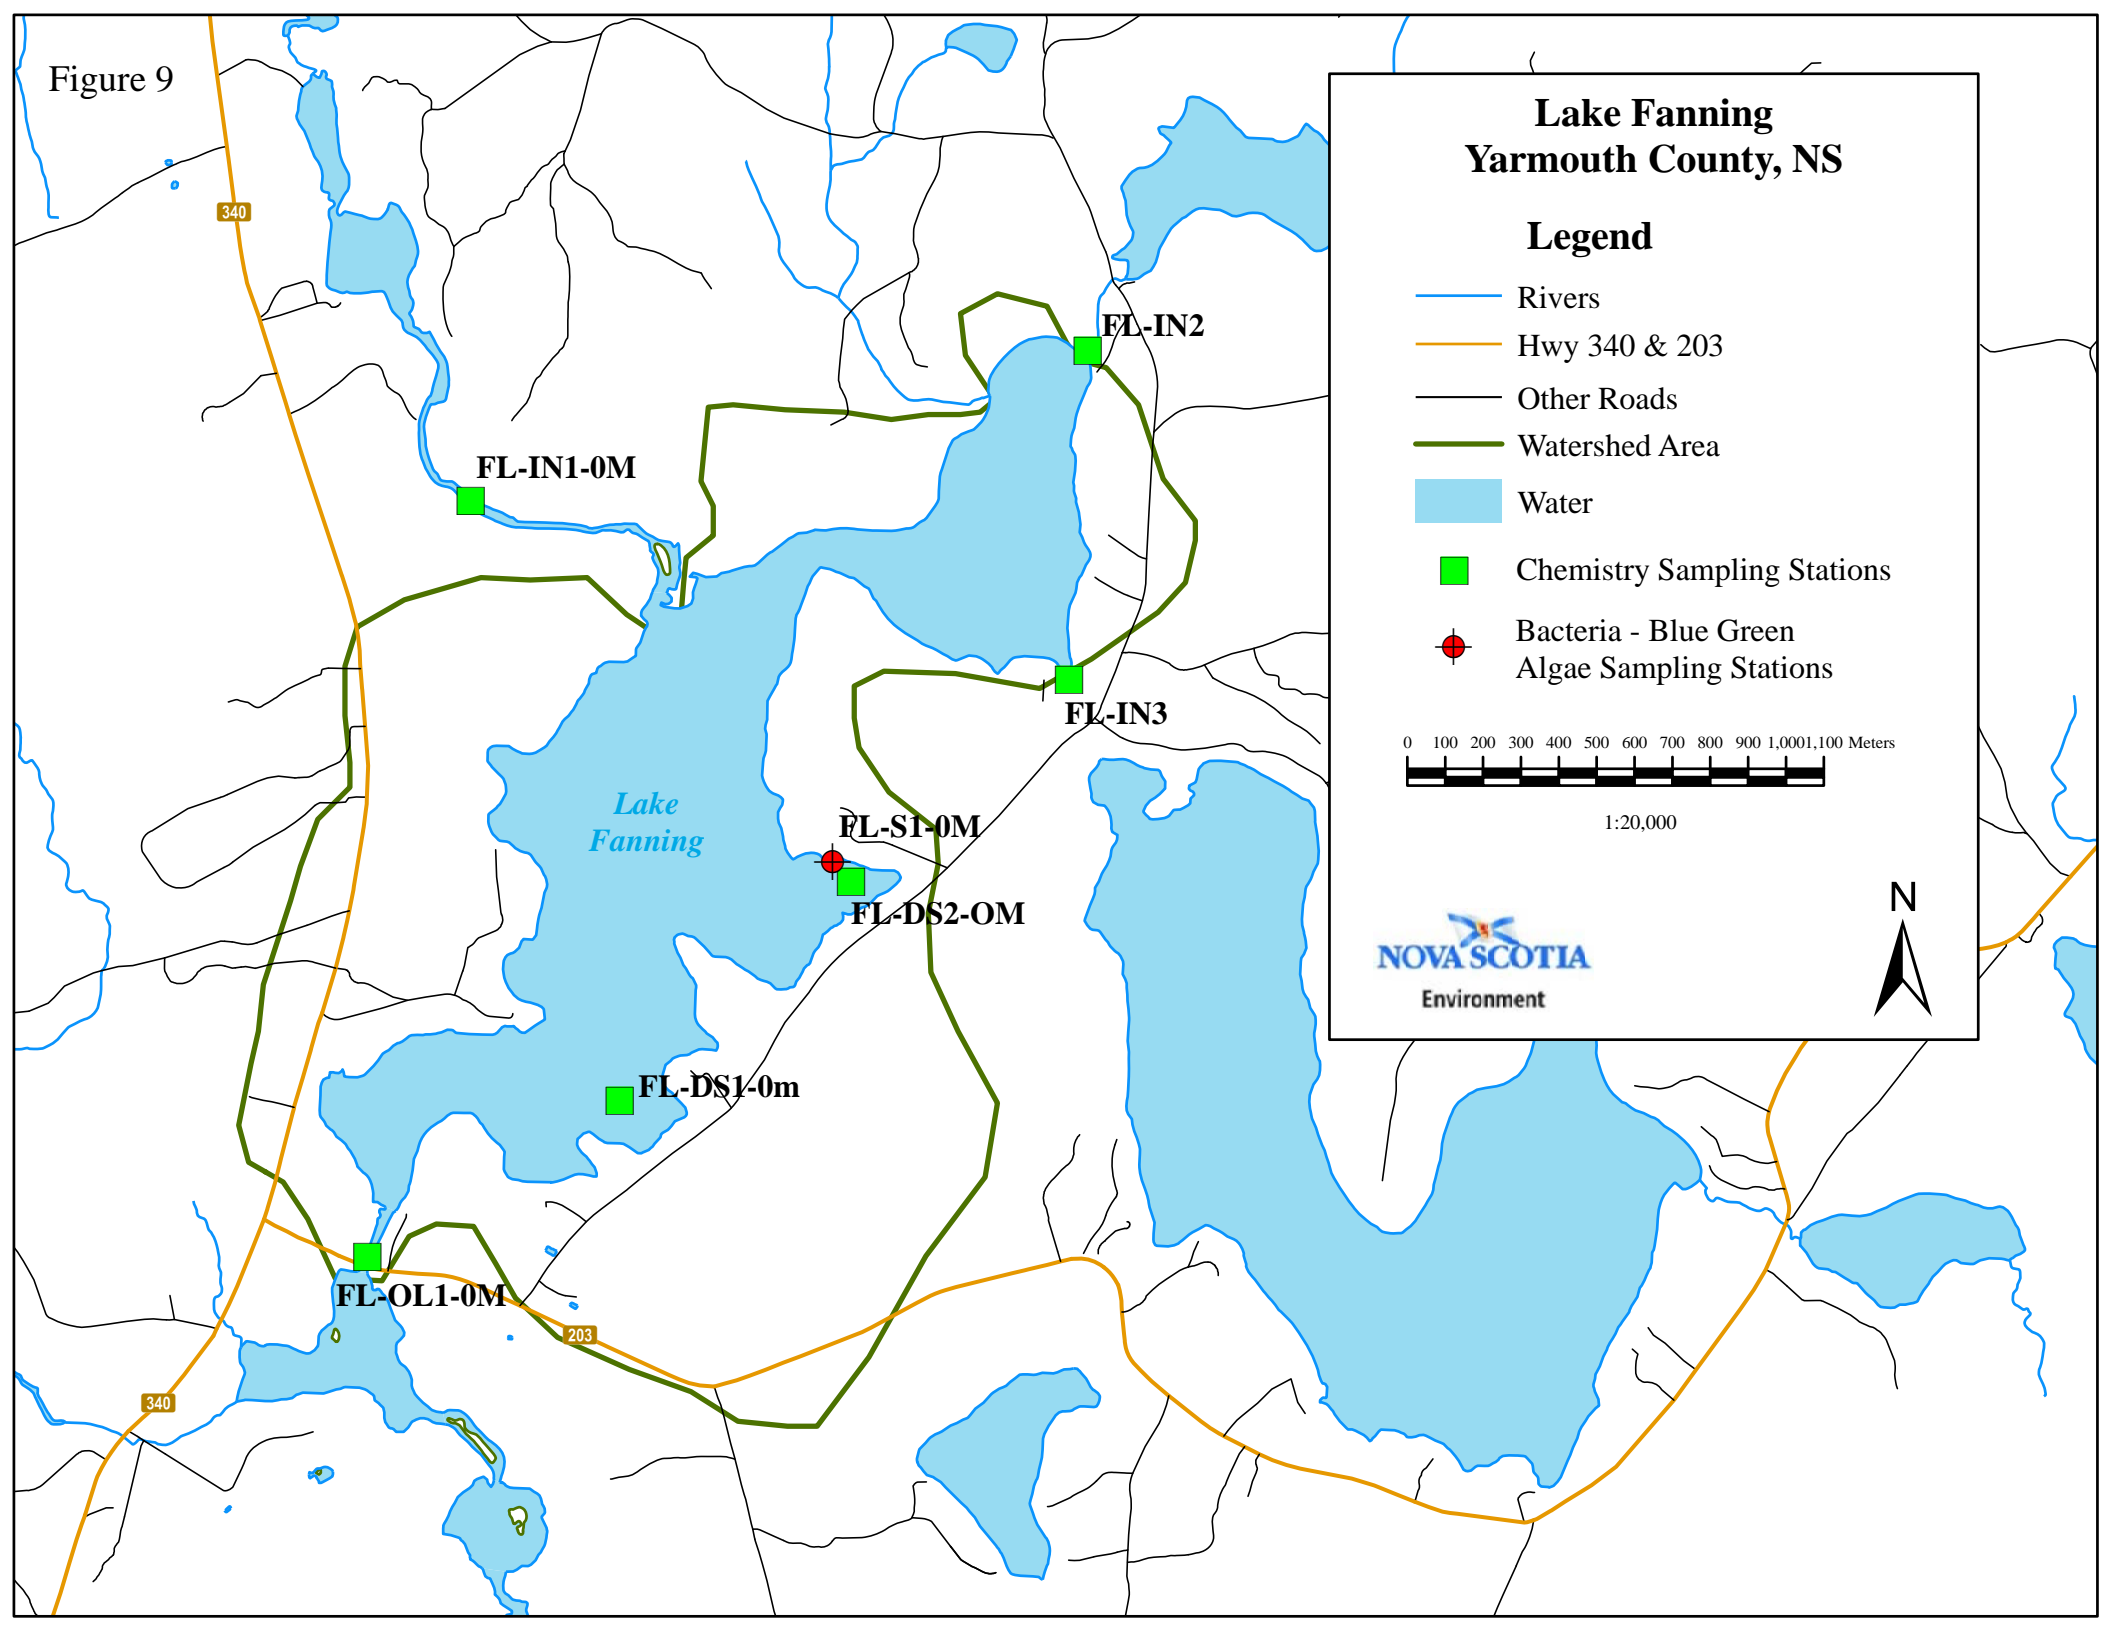 Figure 9
Lake Fanning
Yarmouth County, NS
Legend
Rivers
Hwy 340 & 203
Other Roads
Watershed Area
Water
Chemistry Sampling Stations
Bacteria - Blue Green
Algae Sampling Stations
0 100 200 300 400 500 600 700 800 900 1,0001,100 Meters
1:20,000
N
NOVA SCOTIA
Environment
340
FL-IN2
FL-IN1-0M
FL-IN3
Lake
Fanning
FL-S1-0M
FL-DS2-OM
FL-DS1-0m
FL-OL1-0M
203
340